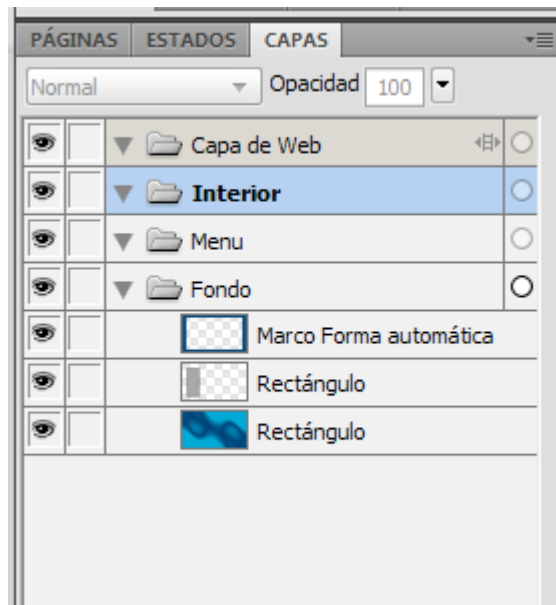 PÁGINAS ESTADOS CAPAS
Normal Opacidad 100
Capa de Web
Interior
Menu
Fondo
Marco Forma automática
Rectángulo
Rectángulo